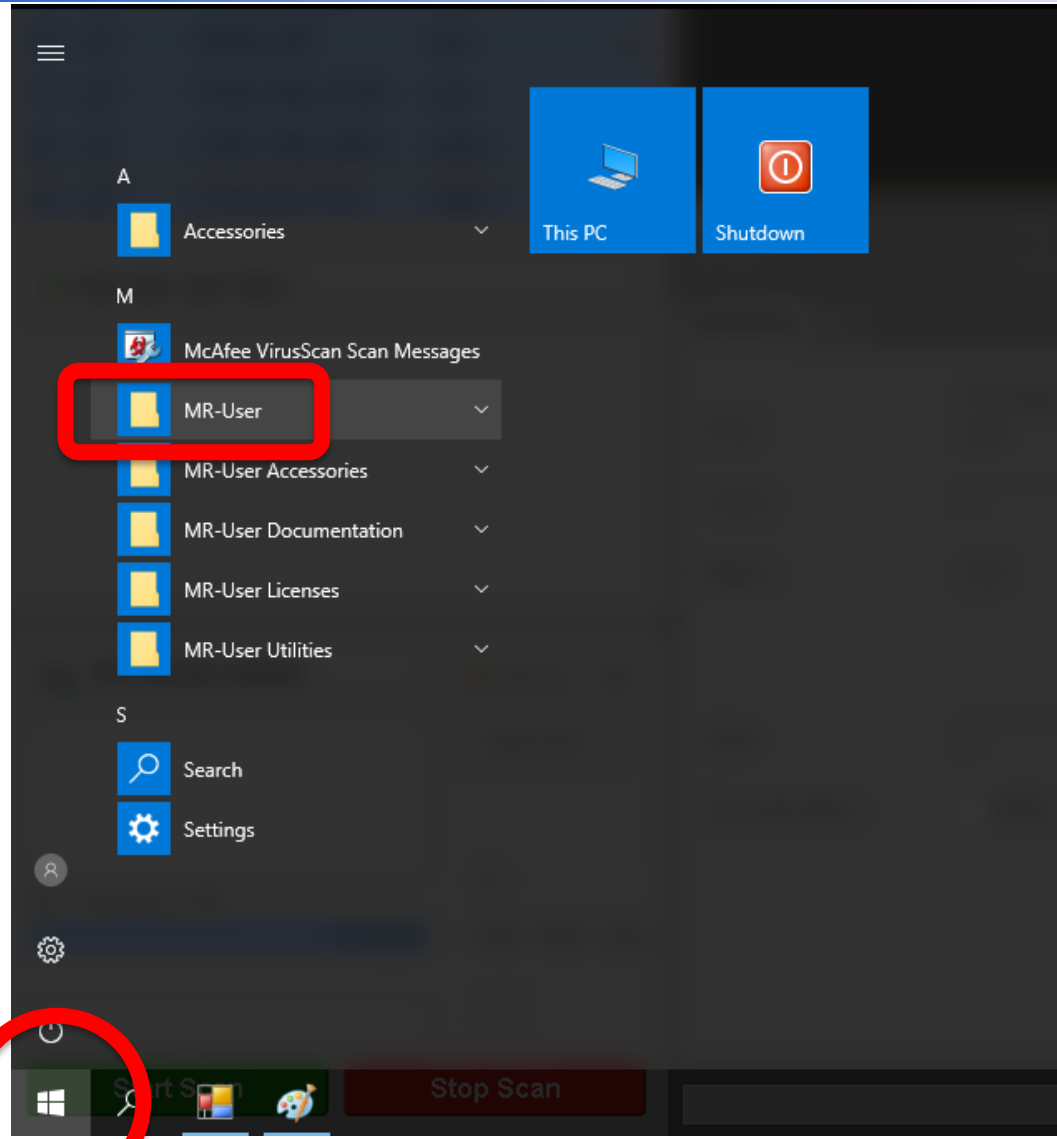 A
Accessories
This PC
Shutdown
M
McAfee VirusScan Scan Messages
MR-User
MR-User Accessories
MR-User Documentation
MR-User Licenses
MR-User Utilities
S
Search
Settings
Stop Scan